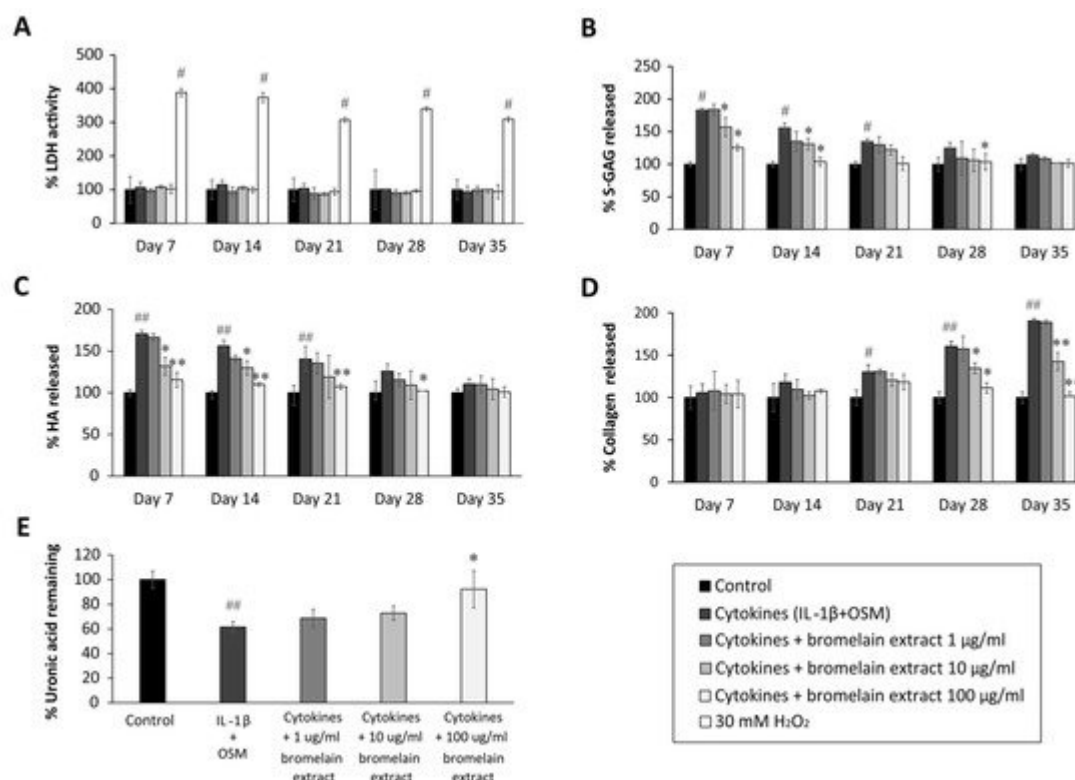 A
% LDH activity
500
400
300
200
100
0
# # # # #
Day 7 Day 14 Day 21 Day 28 Day 35
B
% S-GAG released
250
200
150
100
50
0
# * * # * * # *
Day 7 Day 14 Day 21 Day 28 Day 35
C
% HA released
200
150
100
50
0
## * ** ## * ** ## ** *
Day 7 Day 14 Day 21 Day 28 Day 35
D
% Collagen released
200
150
100
50
0
# ## * * ## ** **
Day 7 Day 14 Day 21 Day 28 Day 35
E
% Uronic acid remaining
120
100
80
60
40
20
0
## *
Control IL-1β Cytokines Cytokines Cytokines
+ + 1 ug/ml + 10 ug/ml + 100 ug/ml
OSM bromelain bromelain bromelain
extract extract extract
Control
Cytokines (IL-1β+OSM)
Cytokines + bromelain extract 1 µg/ml
Cytokines + bromelain extract 10 µg/ml
Cytokines + bromelain extract 100 µg/ml
30 mM H₂O₂